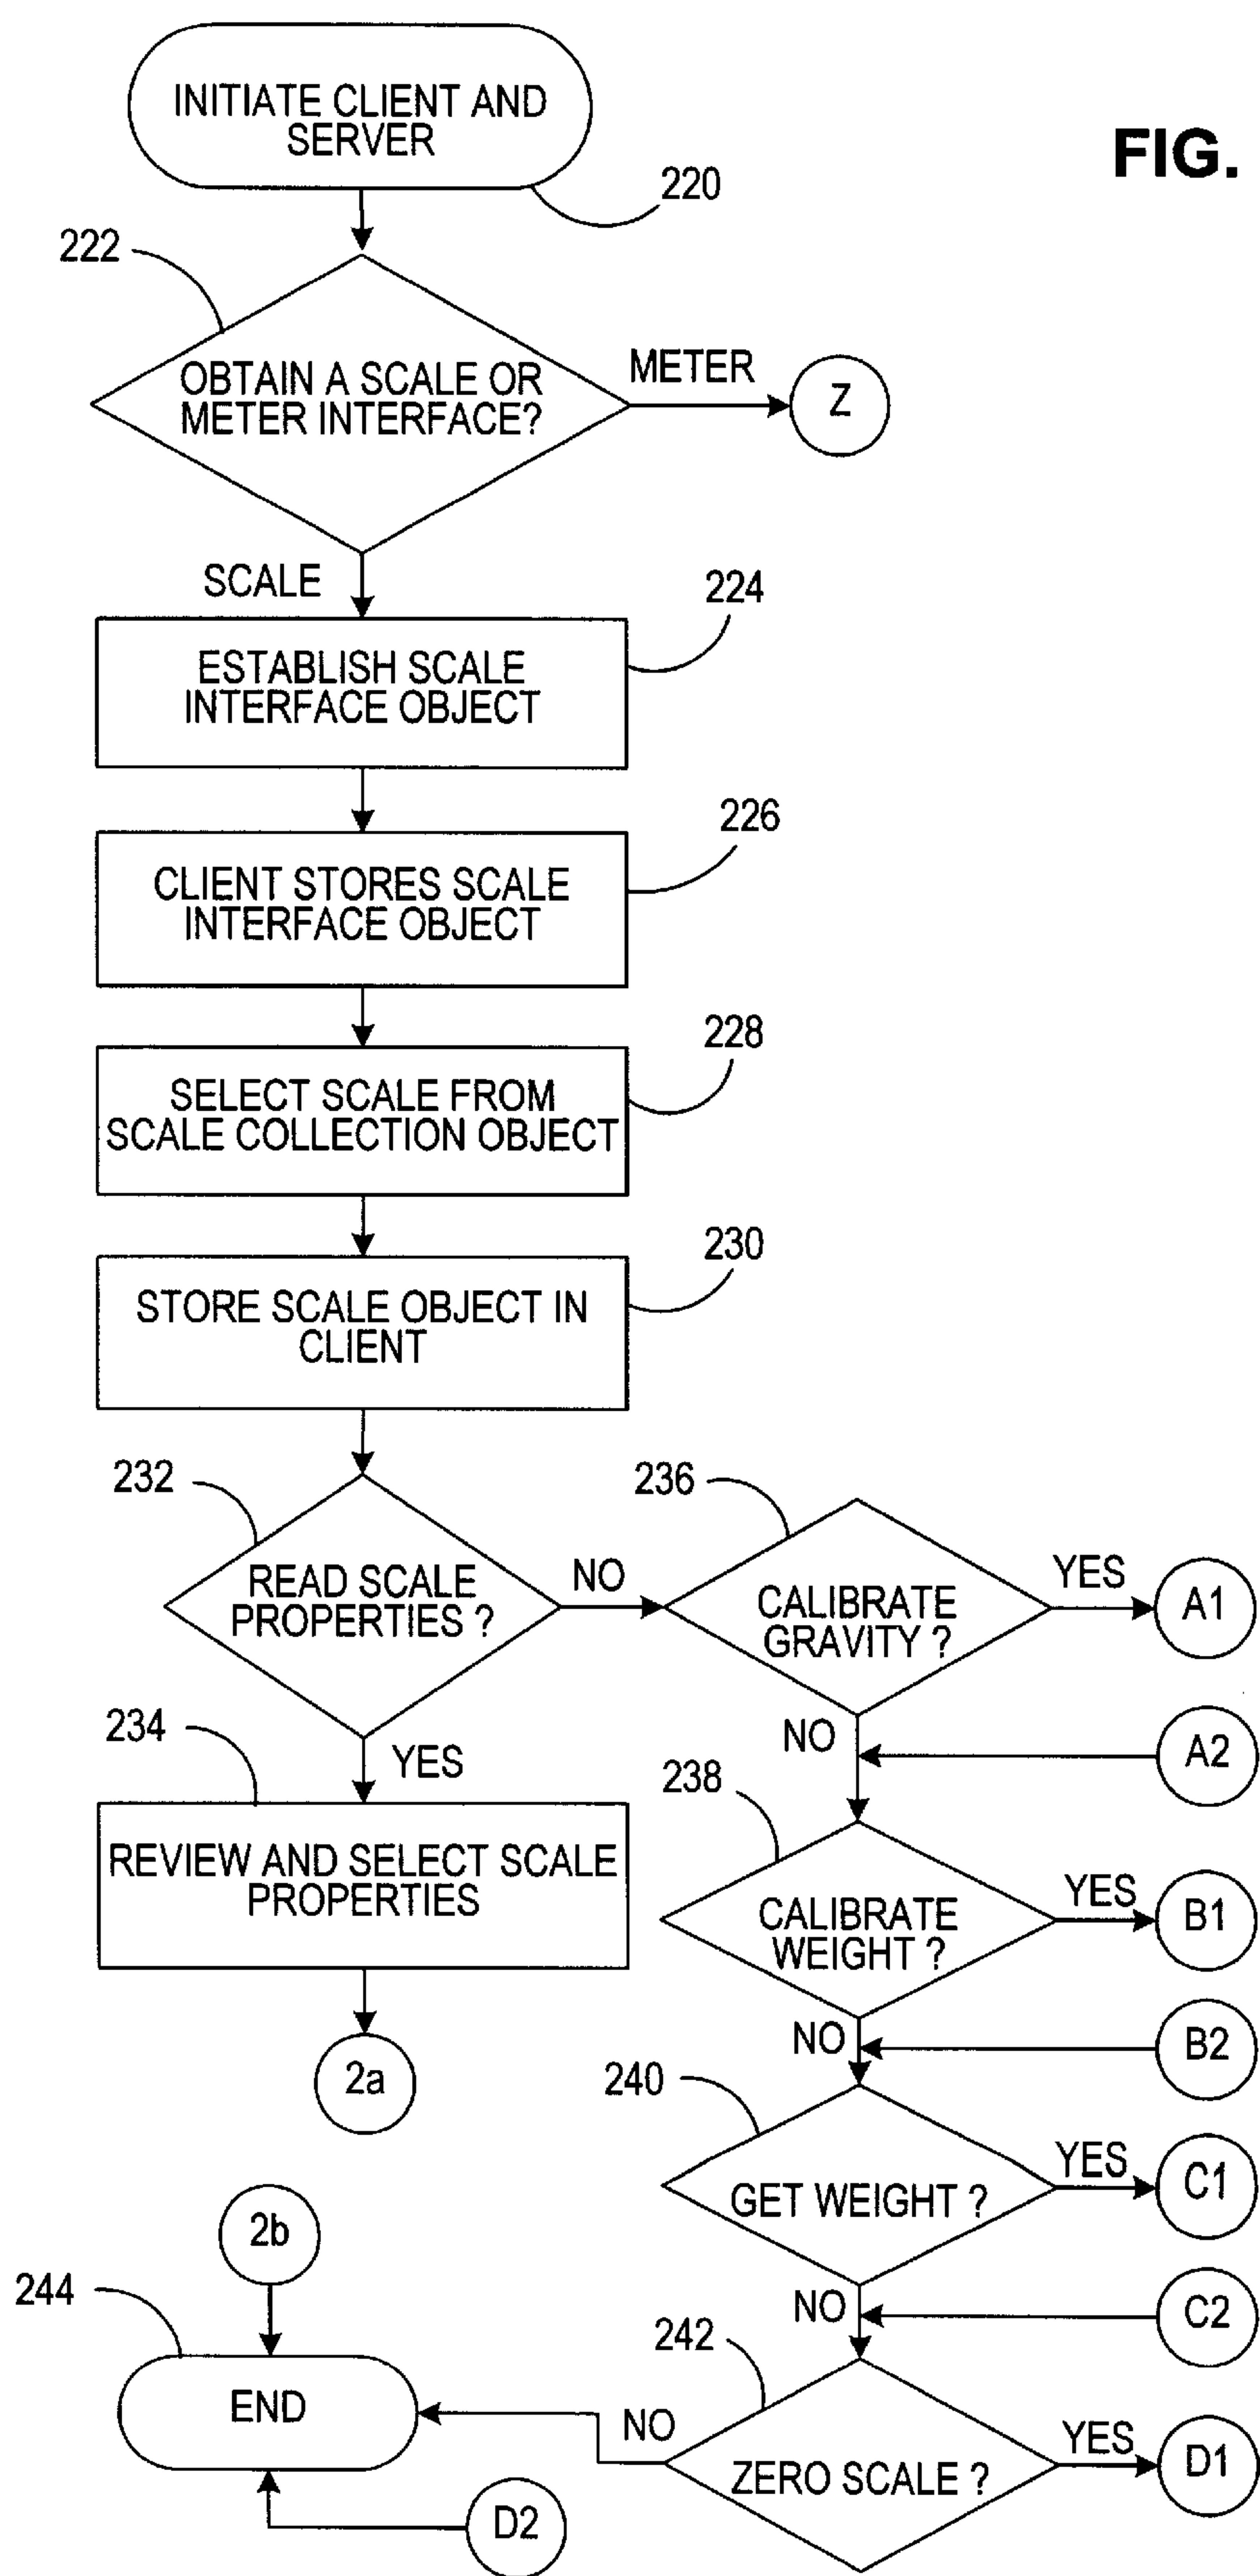 INITIATE CLIENT AND
SERVER
FIG.
220
222
OBTAIN A SCALE OR
METER INTERFACE?
METER
Z
SCALE
224
ESTABLISH SCALE
INTERFACE OBJECT
226
CLIENT STORES SCALE
INTERFACE OBJECT
228
SELECT SCALE FROM
SCALE COLLECTION OBJECT
230
STORE SCALE OBJECT IN
CLIENT
232
READ SCALE
PROPERTIES ?
NO
236
CALIBRATE
GRAVITY ?
YES
A1
234
YES
NO
A2
REVIEW AND SELECT SCALE
PROPERTIES
238
CALIBRATE
WEIGHT ?
YES
B1
2a
NO
B2
240
GET WEIGHT ?
YES
C1
2b
244
NO
C2
END
242
NO
ZERO SCALE ?
YES
D1
D2